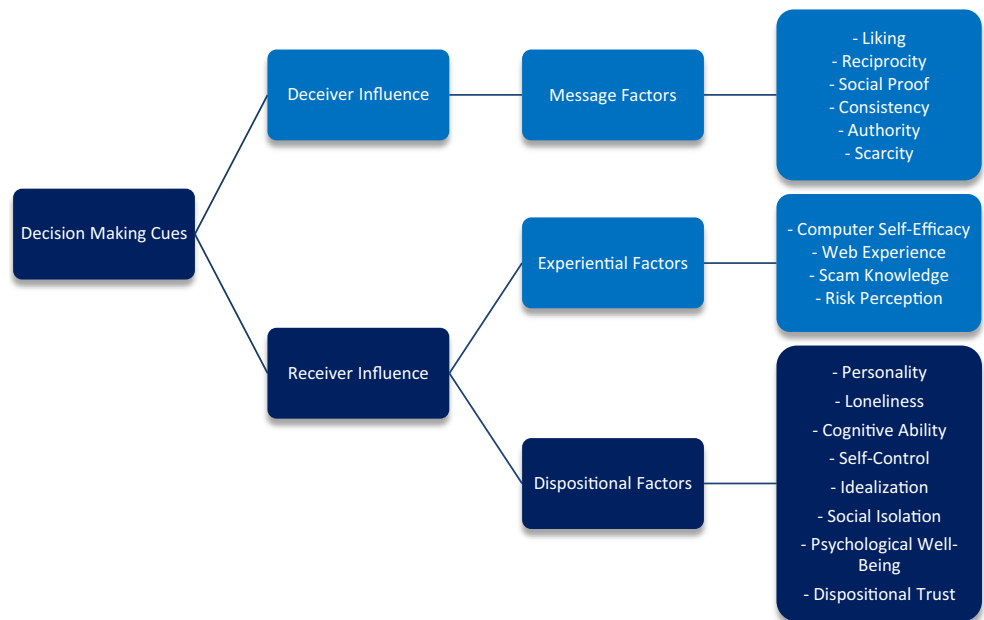 Decision Making Cues
Deceiver Influence
Message Factors
- Liking
- Reciprocity
- Social Proof
- Consistency
- Authority
- Scarcity
Receiver Influence
Experiential Factors
- Computer Self-Efficacy
- Web Experience
- Scam Knowledge
- Risk Perception
Dispositional Factors
- Personality
- Loneliness
- Cognitive Ability
- Self-Control
- Idealization
- Social Isolation
- Psychological Well-
Being
- Dispositional Trust